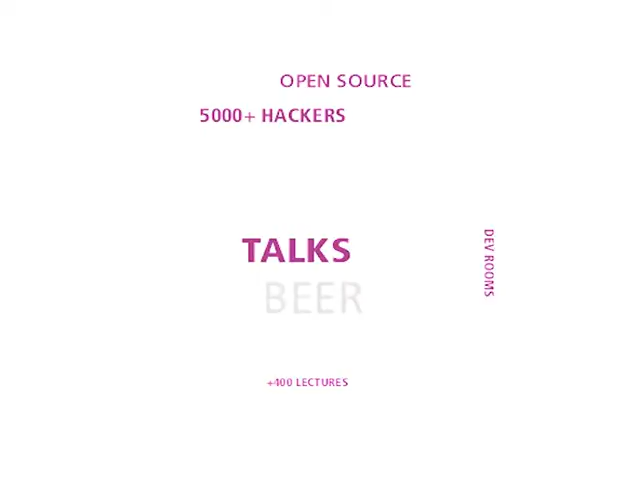 OPEN SOURCE
5000+ HACKERS
TALKS
DEV ROOMS
BEER
+400 LECTURES